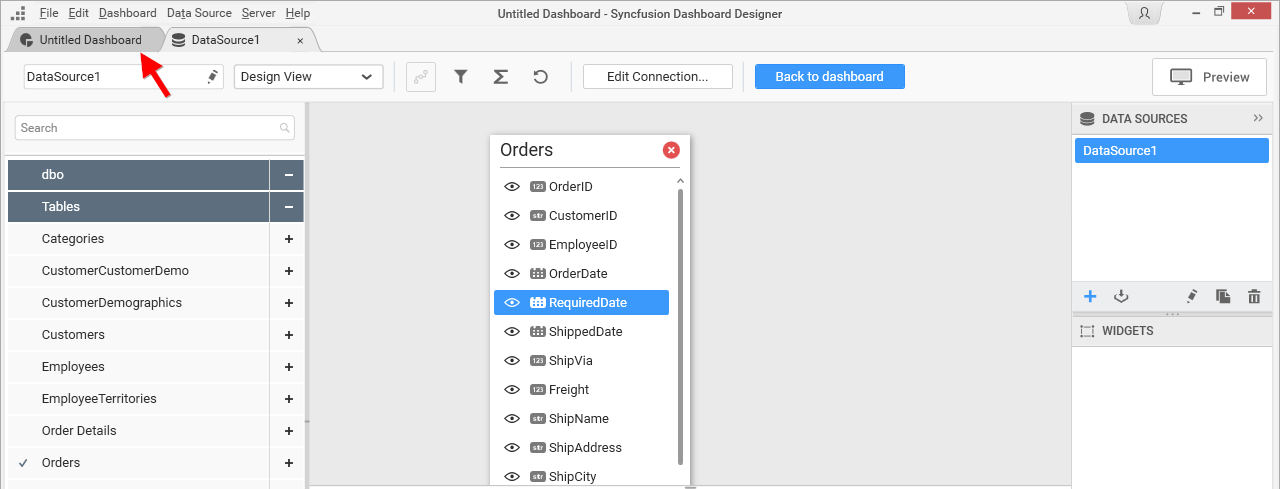 File Edit Dashboard Data Source Server Help
Untitled Dashboard - Syncfusion Dashboard Designer
Untitled Dashboard
DataSource1 ×
DataSource1
Design View
Edit Connection...
Back to dashboard
Preview
Search
dbo
Tables
Categories
CustomerCustomerDemo
CustomerDemographics
Customers
Employees
EmployeeTerritories
Order Details
Orders
Orders
123 OrderID
str CustomerID
123 EmployeeID
OrderDate
RequiredDate
ShippedDate
123 ShipVia
123 Freight
str ShipName
str ShipAddress
str ShipCity
DATA SOURCES
DataSource1
WIDGETS